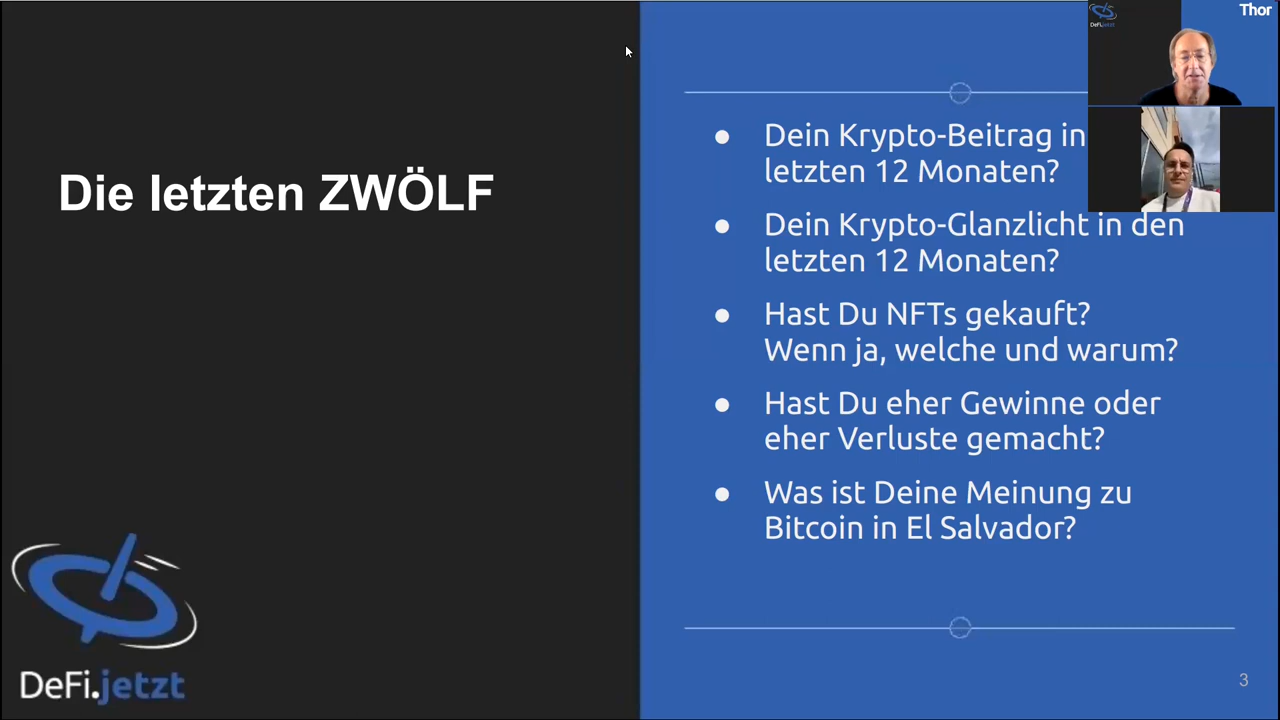 Thor
DeFi.jetzt
Die letzten ZWÖLF
Dein Krypto-Beitrag in
letzten 12 Monaten?
Dein Krypto-Glanzlicht in den
letzten 12 Monaten?
Hast Du NFTs gekauft?
Wenn ja, welche und warum?
Hast Du eher Gewinne oder
eher Verluste gemacht?
Was ist Deine Meinung zu
Bitcoin in El Salvador?
DeFi.jetzt
3